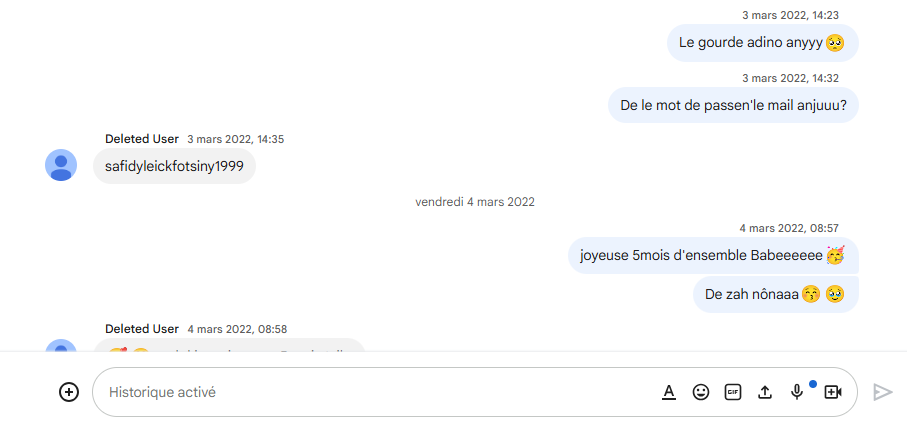 3 mars 2022, 14:23
Le gourde adino anyyy 🥺
3 mars 2022, 14:32
De le mot de passen'le mail anjuuu?
Deleted User 3 mars 2022, 14:35
safidyleickfotsiny1999
vendredi 4 mars 2022
4 mars 2022, 08:57
joyeuse 5mois d'ensemble Babeeeeee 🥳
De zah nônaaa 😚 🥹
Deleted User 4 mars 2022, 08:58
Historique activé
GIF